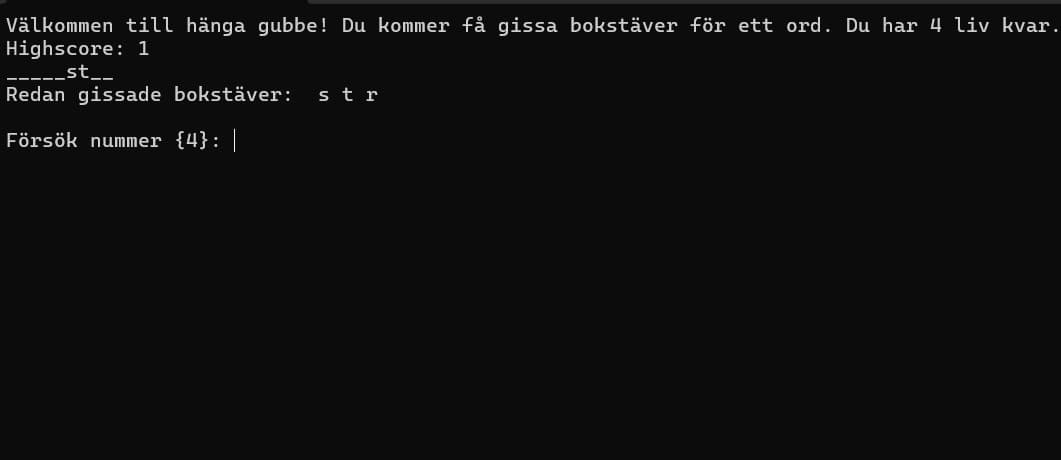 Välkommen till hänga gubbe! Du kommer få gissa bokstäver för ett ord. Du har 4 liv kvar.
Highscore: 1
_____st__
Redan gissade bokstäver:  s t r
Försök nummer {4}: